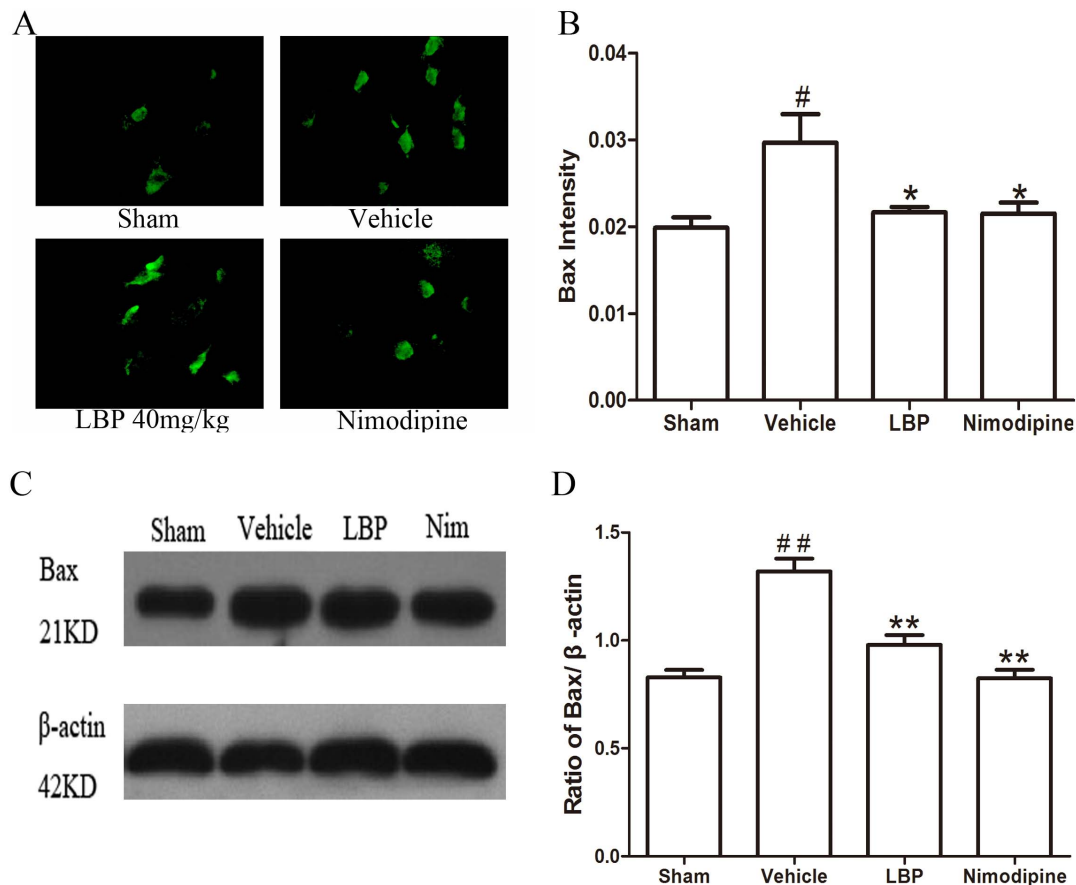 A
Sham
Vehicle
LBP 40mg/kg
Nimodipine
B
Bax Intensity
0.04
0.03
0.02
0.01
0.00
#
*
*
Sham
Vehicle
LBP
Nimodipine
C
Sham
Vehicle
LBP
Nim
Bax
21KD
β-actin
42KD
D
Ratio of Bax/ β -actin
1.5
1.0
0.5
0.0
# #
**
**
Sham
Vehicle
LBP
Nimodipine